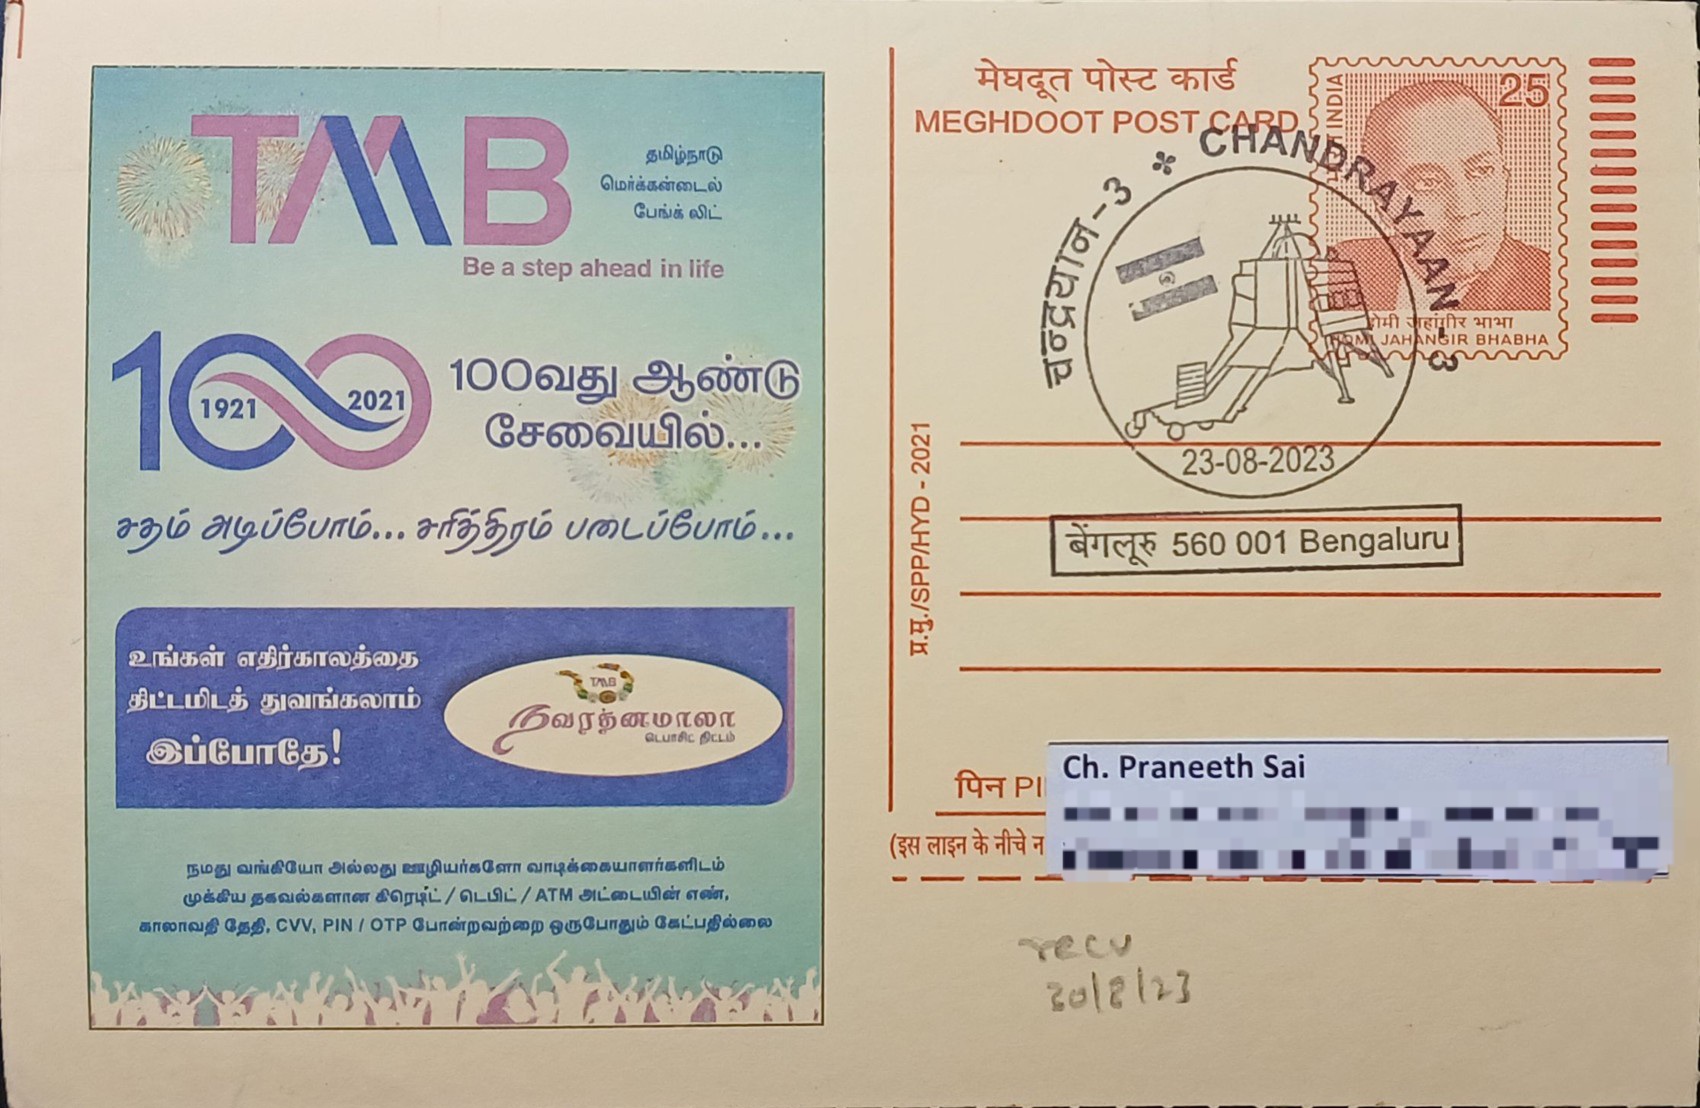 TMB
தமிழ்நாடு
மெர்க்கன்டைல்
பேங்க் லிட்
Be a step ahead in life
100
1921 2021
100வது ஆண்டு
சேவையில்...
சதம் அடிப்போம்... சரித்திரம் படைப்போம்...
உங்கள் எதிர்காலத்தை
திட்டமிடத் துவங்கலாம்
இப்போதே!
TMB
நவரத்னமாலா
டெபாசிட் திட்டம்
நமது வங்கியோ அல்லது ஊழியர்களோ வாடிக்கையாளர்களிடம்
முக்கிய தகவல்களான கிரெடிட் / டெபிட் / ATM அட்டையின் எண்,
காலாவதி தேதி, CVV, PIN / OTP போன்றவற்றை ஒருபோதும் கேட்பதில்லை
मेघदूत पोस्ट कार्ड
MEGHDOOT POST CARD
25
INDIA
होमी जहांगीर भाभा
HOMI JAHANGIR BHABHA
चन्द्रयान-3 * CHANDRAYAAN-3
23-08-2023
बेंगलूरु 560 001 Bengaluru
प्र.मु./SPP/HYD - 2021
पिन PI
Ch. Praneeth Sai
(इस लाइन के नीचे न
recv
30/8/23